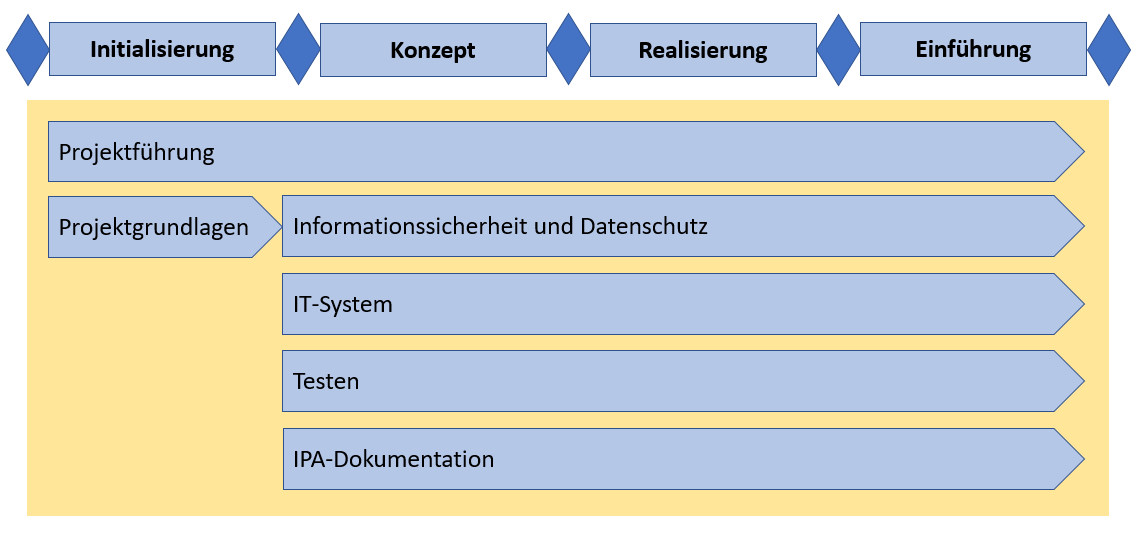 Initialisierung
Konzept
Realisierung
Einführung
Projektführung
Projektgrundlagen
Informationssicherheit und Datenschutz
IT-System
Testen
IPA-Dokumentation